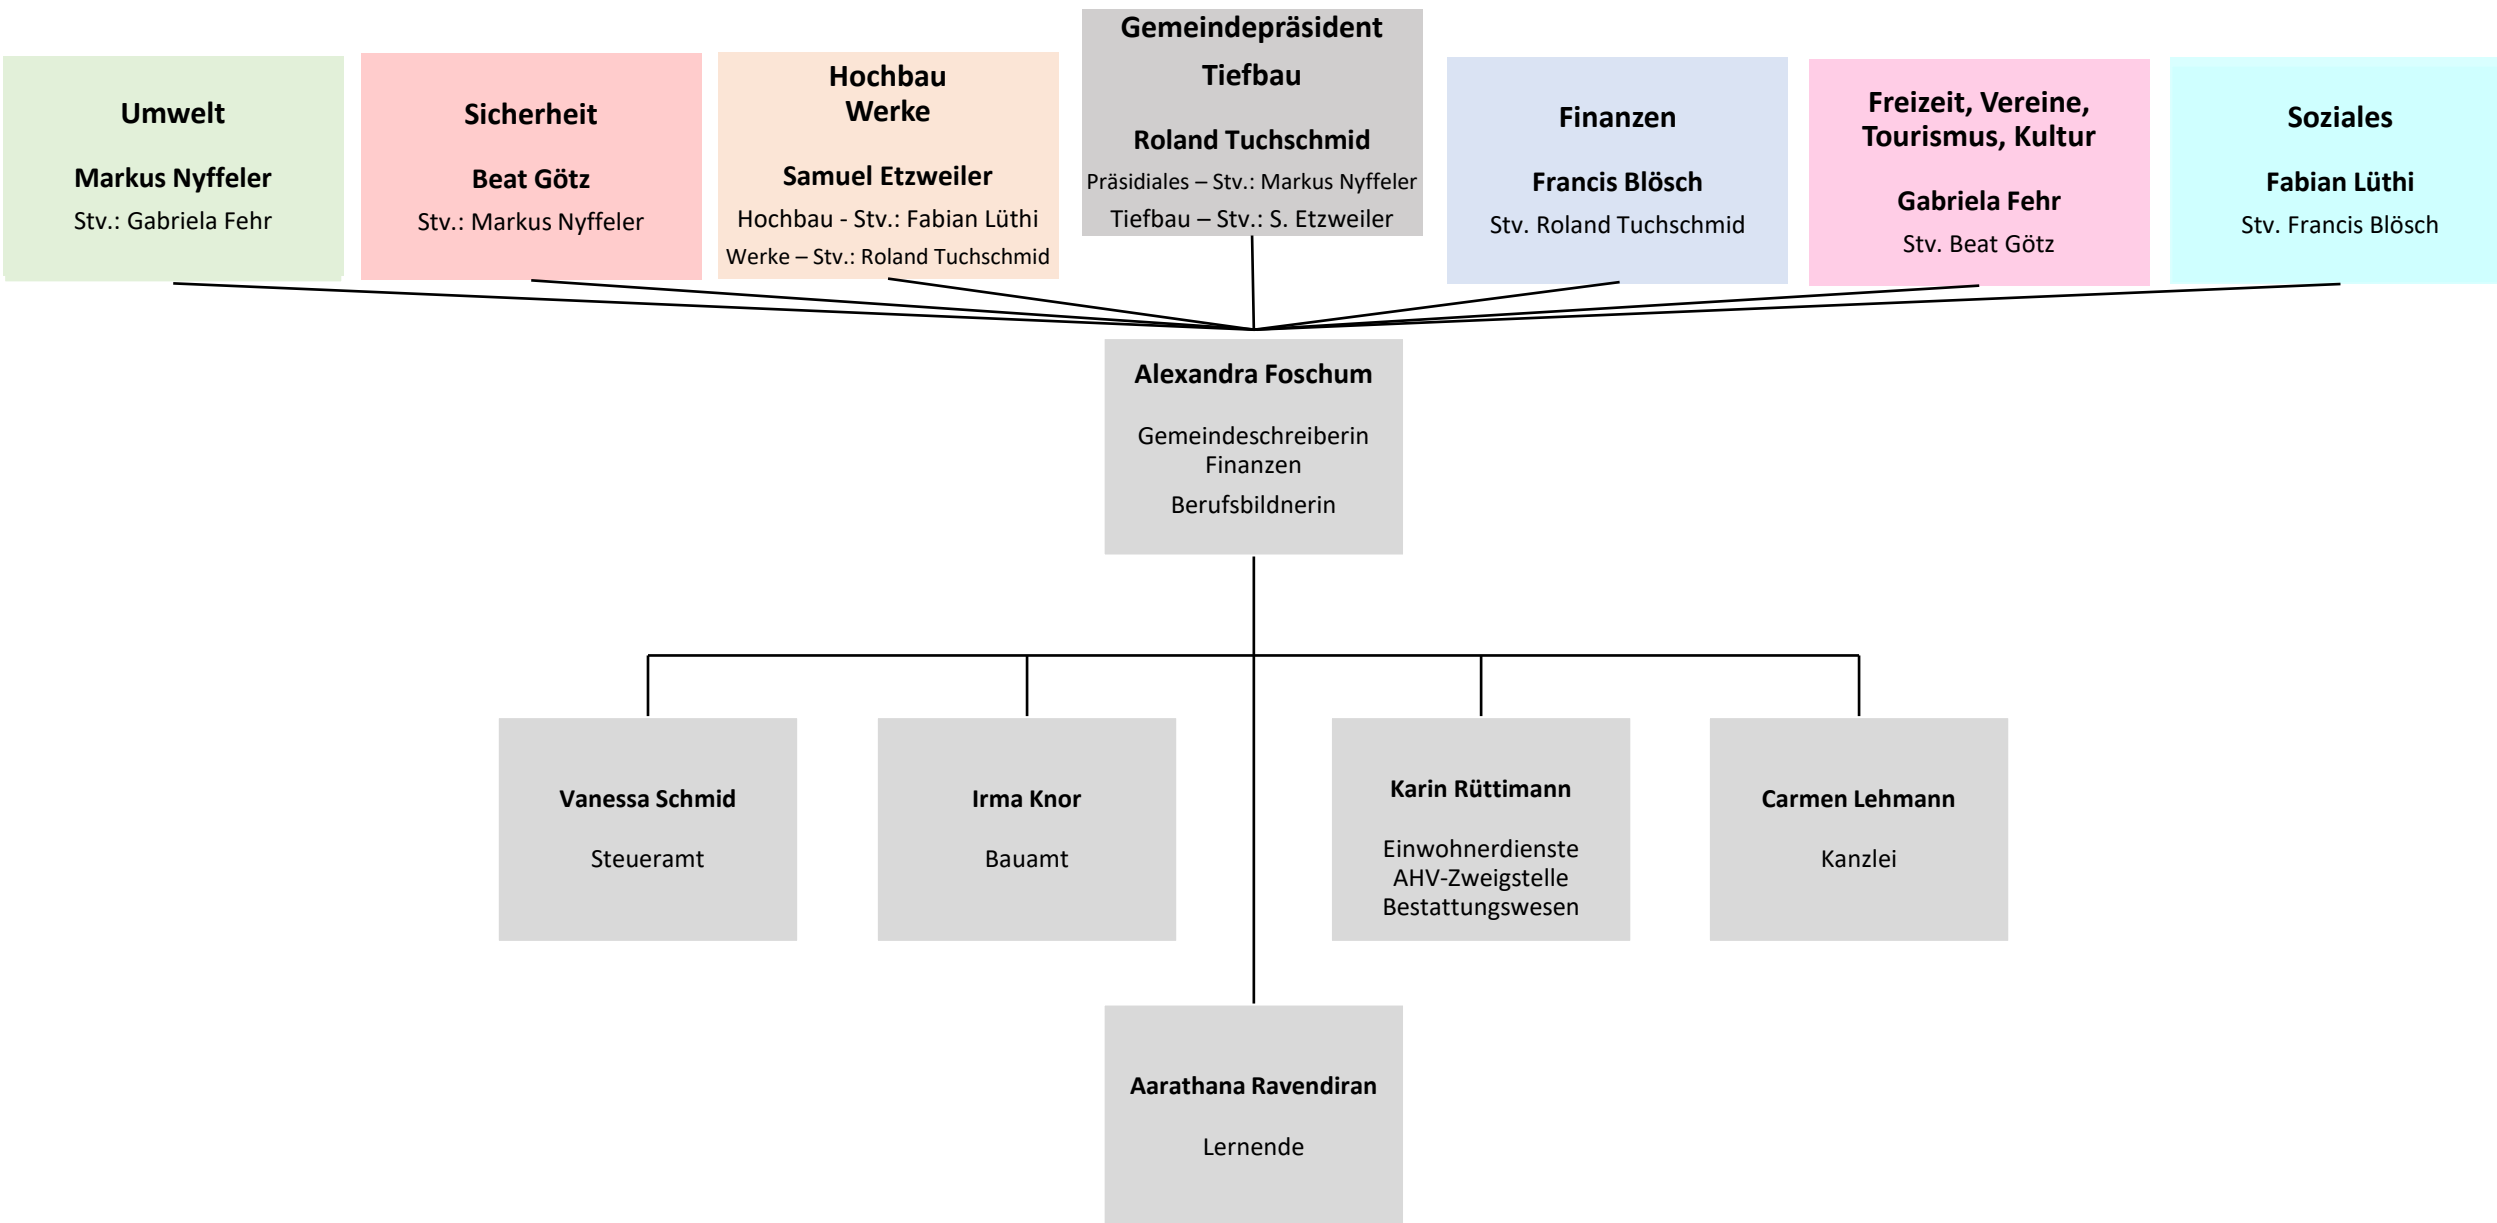 Umwelt
Markus Nyffeler
Stv.: Gabriela Fehr
Sicherheit
Beat Götz
Stv.: Markus Nyffeler
Hochbau
Werke
Samuel Etzweiler
Hochbau - Stv.: Fabian Lüthi
Werke – Stv.: Roland Tuchschmid
Gemeindepräsident
Tiefbau
Roland Tuchschmid
Präsidiales – Stv.: Markus Nyffeler
Tiefbau – Stv.: S. Etzweiler
Finanzen
Francis Blösch
Stv. Roland Tuchschmid
Freizeit, Vereine,
Tourismus, Kultur
Gabriela Fehr
Stv. Beat Götz
Soziales
Fabian Lüthi
Stv. Francis Blösch
Alexandra Foschum
Gemeindeschreiberin
Finanzen
Berufsbildnerin
Vanessa Schmid
Steueramt
Irma Knor
Bauamt
Karin Rüttimann
Einwohnerdienste
AHV-Zweigstelle
Bestattungswesen
Carmen Lehmann
Kanzlei
Aarathana Ravendiran
Lernende